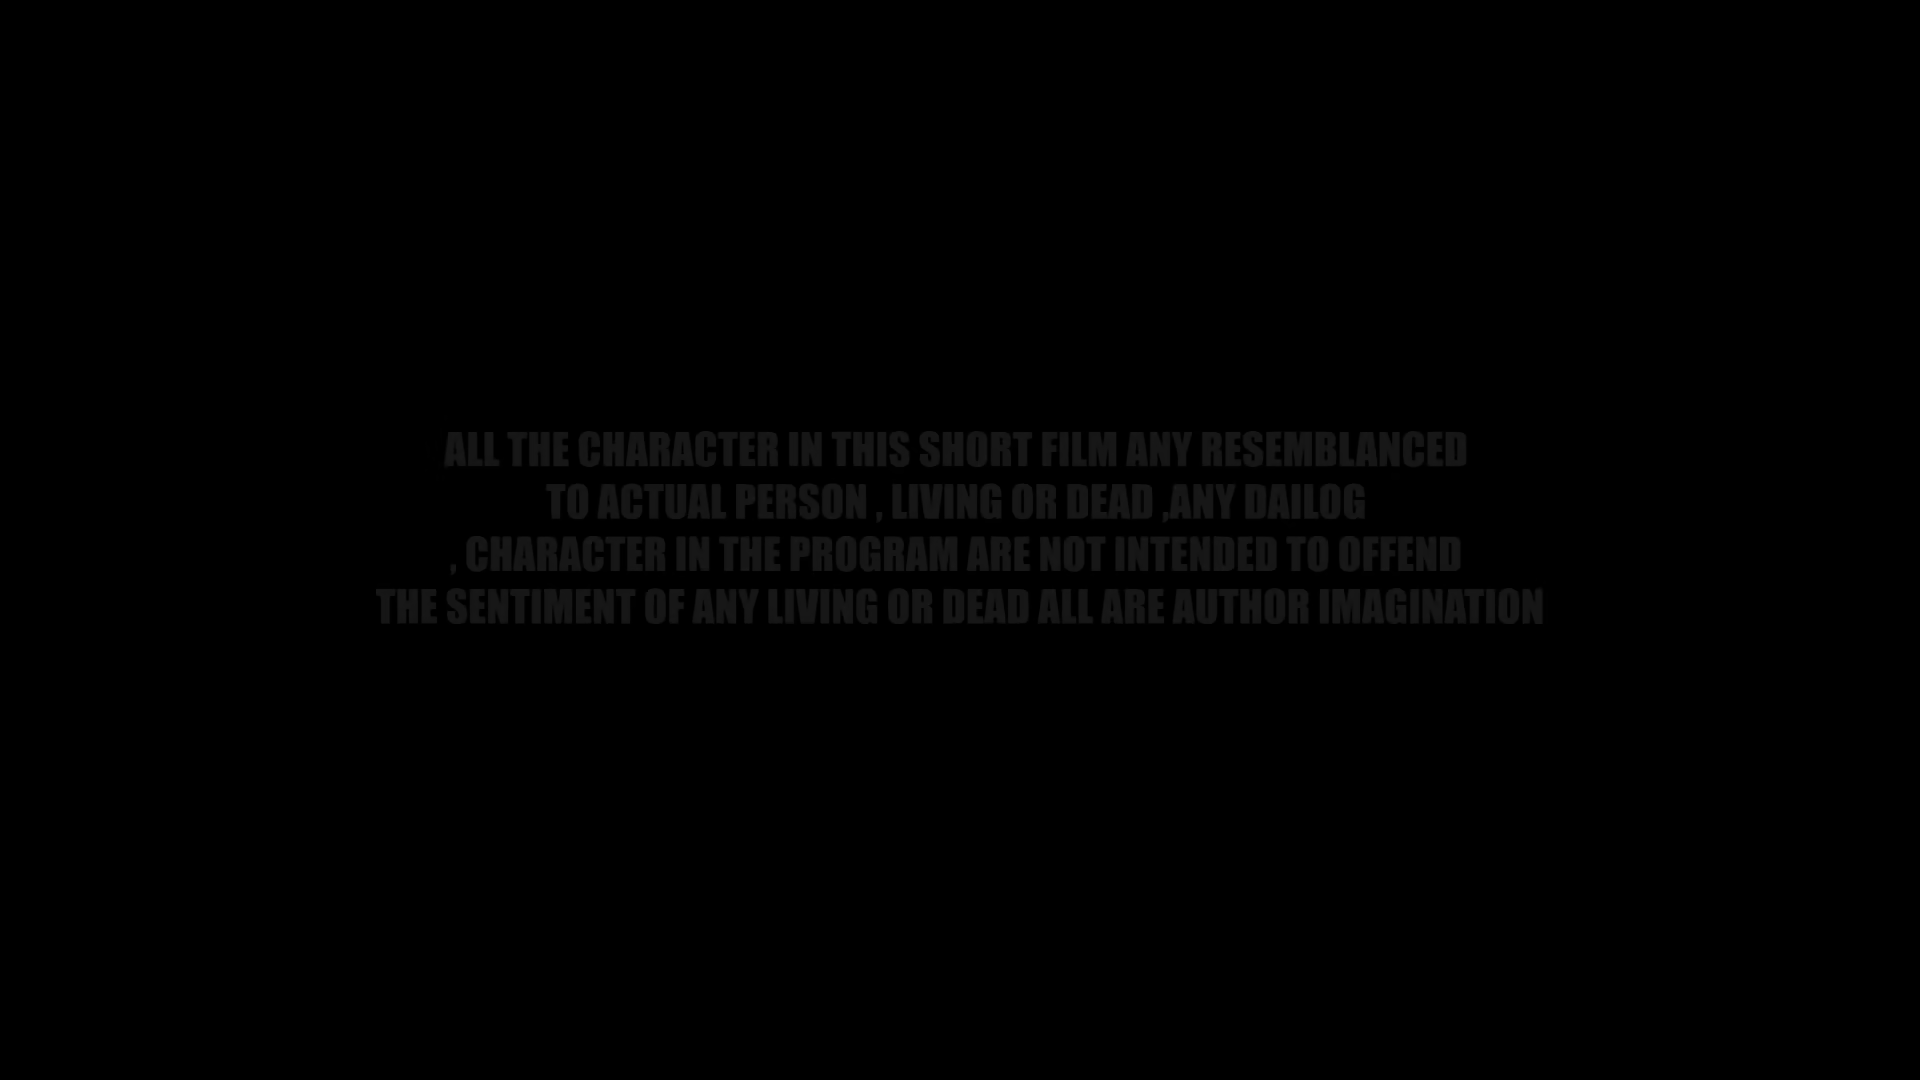 ALL THE CHARACTER IN THIS SHORT FILM ANY RESEMBLANCED
TO ACTUAL PERSON , LIVING OR DEAD ,ANY DAILOG
, CHARACTER IN THE PROGRAM ARE NOT INTENDED TO OFFEND
THE SENTIMENT OF ANY LIVING OR DEAD ALL ARE AUTHOR IMAGINATION